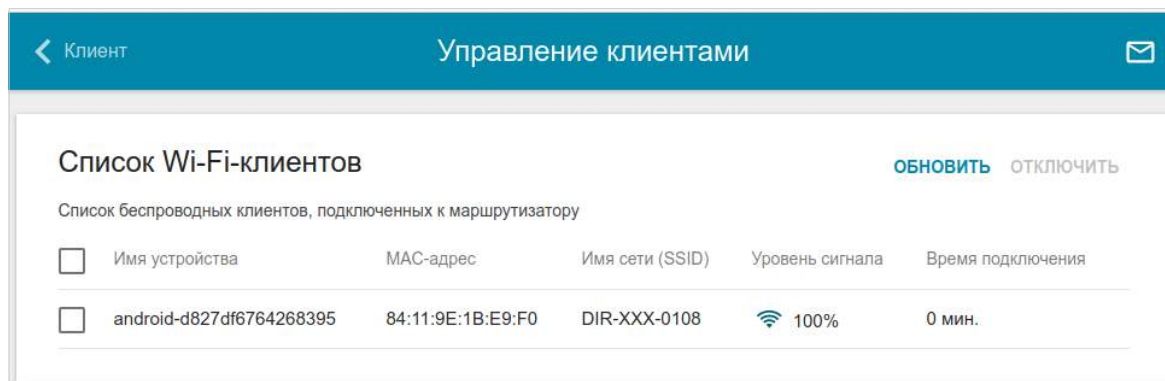 Клиент Управление клиентами
Список Wi-Fi-клиентов ОБНОВИТЬ ОТКЛЮЧИТЬ
Список беспроводных клиентов, подключенных к маршрутизатору
Имя устройства MAC-адрес Имя сети (SSID) Уровень сигнала Время подключения
android-d827df6764268395 84:11:9E:1B:E9:F0 DIR-XXX-0108 100% 0 мин.